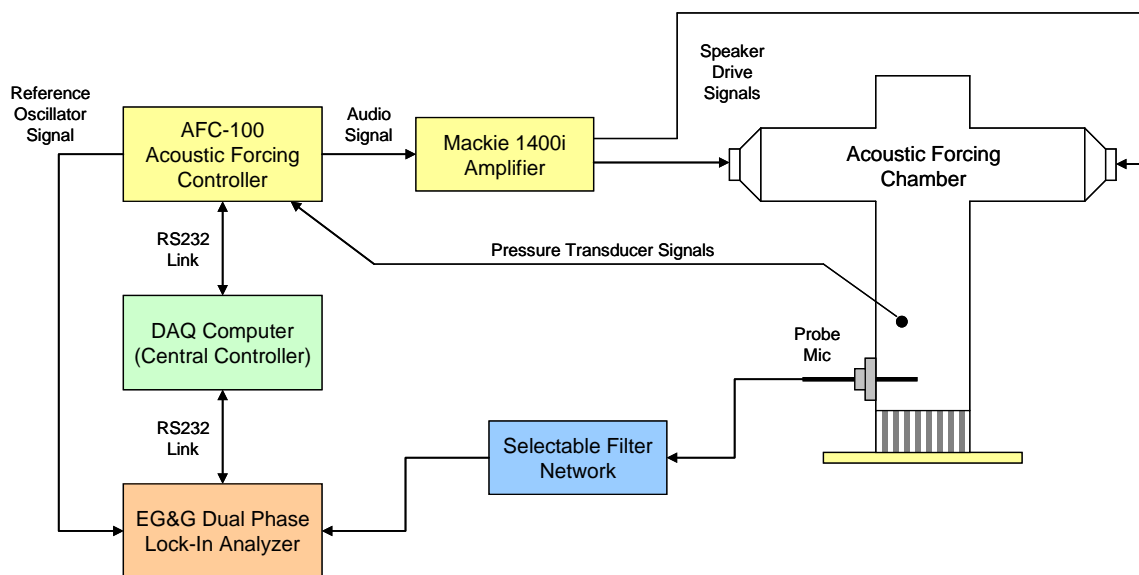 Reference
Oscillator
Signal
AFC-100
Acoustic Forcing
Controller
Audio
Signal
Mackie 1400i
Amplifier
Speaker
Drive
Signals
Acoustic Forcing
Chamber
RS232
Link
Pressure Transducer Signals
DAQ Computer
(Central Controller)
Probe
Mic
RS232
Link
Selectable Filter
Network
EG&G Dual Phase
Lock-In Analyzer